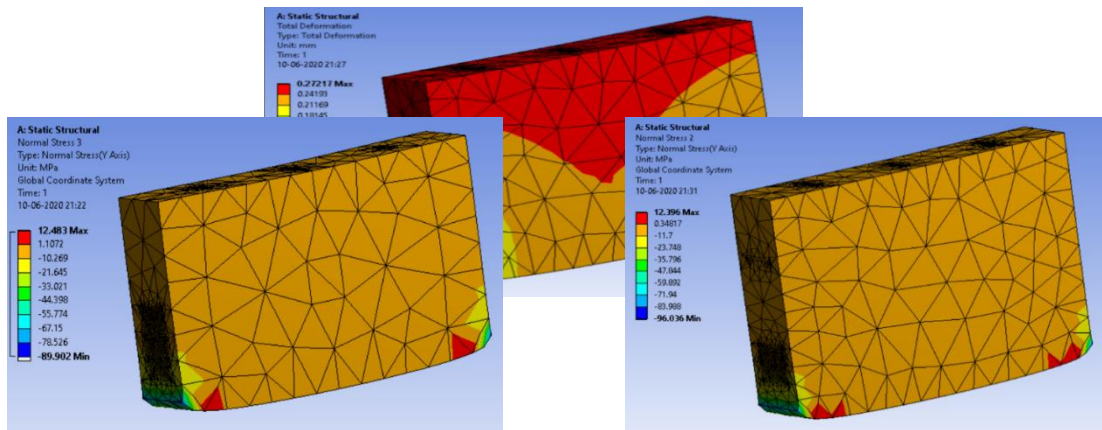 A: Static Structural
Total Deformation
Type: Total Deformation
Unit: mm
Time: 1
10-06-2020 21:27
0.27217 Max
0.24193
0.21169
0.18145
A: Static Structural
Normal Stress 3
Type: Normal Stress(Y Axis)
Unit: MPa
Global Coordinate System
Time: 1
10-06-2020 21:22
12.483 Max
1.1072
-10.269
-21.645
-33.021
-44.398
-55.774
-67.15
-78.526
-89.902 Min
A: Static Structural
Normal Stress 2
Type: Normal Stress(Y Axis)
Unit: MPa
Global Coordinate System
Time: 1
10-06-2020 21:31
12.396 Max
0.34817
-11.7
-23.748
-35.796
-47.844
-59.892
-71.94
-83.988
-96.036 Min